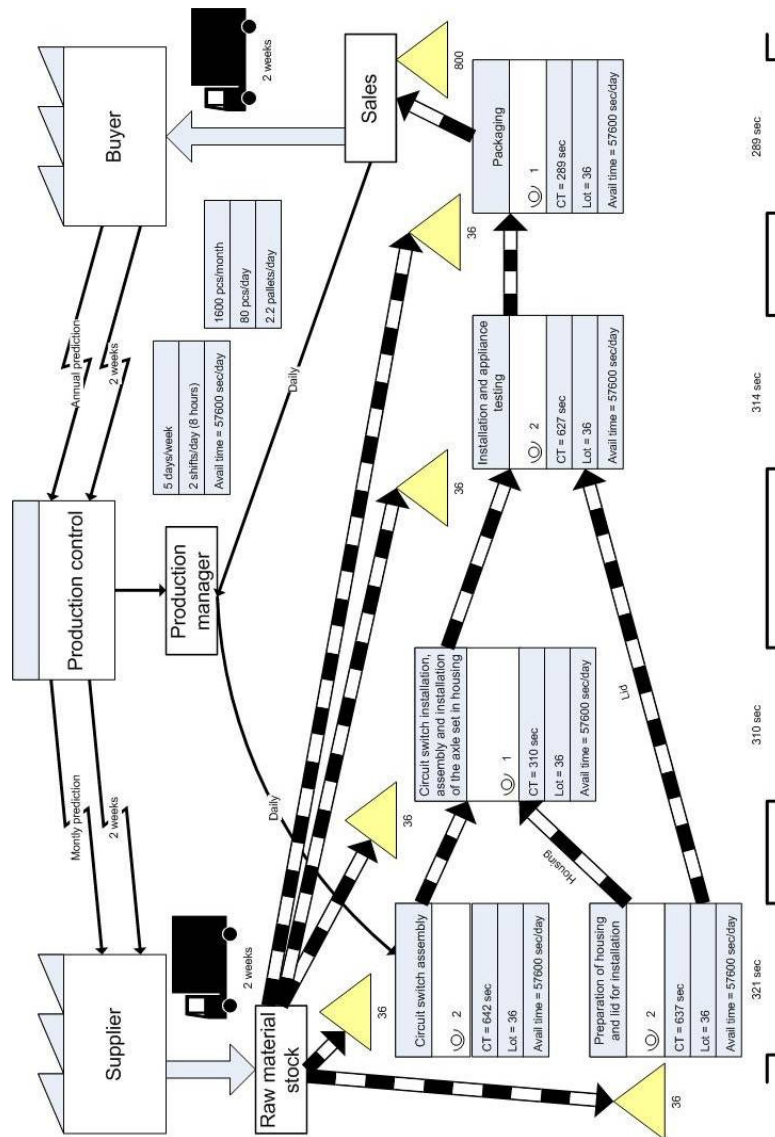 Supplier
Production control
Buyer
Montly prediction
2 weeks
Annual prediction
2 weeks
2 weeks
Production
manager
5 days/week
2 shifts/day (8 hours)
Avail time = 57600 sec/day
1600 pcs/month
80 pcs/day
2.2 pallets/day
2 weeks
Raw material
stock
Daily
Daily
Sales
800
36
36
36
36
36
Circuit switch assembly
2
CT = 642 sec
Lot = 36
Avail time = 57600 sec/day
Preparation of housing
and lid for installation
2
CT = 637 sec
Lot = 36
Avail time = 57600 sec/day
Housing
Lid
Circuit switch installation,
assembly and installation
of the axle set in housing
1
CT = 310 sec
Lot = 36
Avail time = 57600 sec/day
Installation and appliance
testing
2
CT = 627 sec
Lot = 36
Avail time = 57600 sec/day
Packaging
1
CT = 289 sec
Lot = 36
Avail time = 57600 sec/day
321 sec
310 sec
314 sec
289 sec